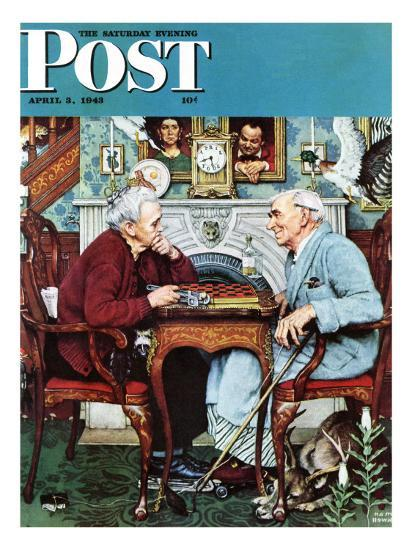 THE SATURDAY EVENING
POST
APRIL 3, 1943 10¢